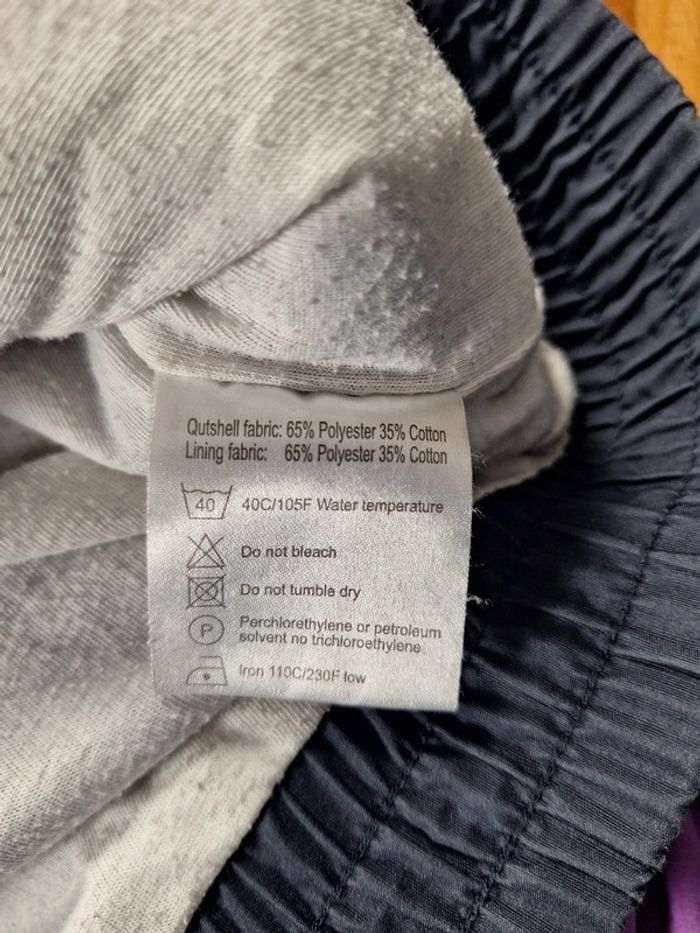 Qutshell fabric: 65% Polyester 35% Cotton
Lining fabric: 65% Polyester 35% Cotton
40 40C/105F Water temperature
Do not bleach
Do not tumble dry
P Perchlorethylene or petroleum
solvent no trichloroethylene
Iron 110C/230F low